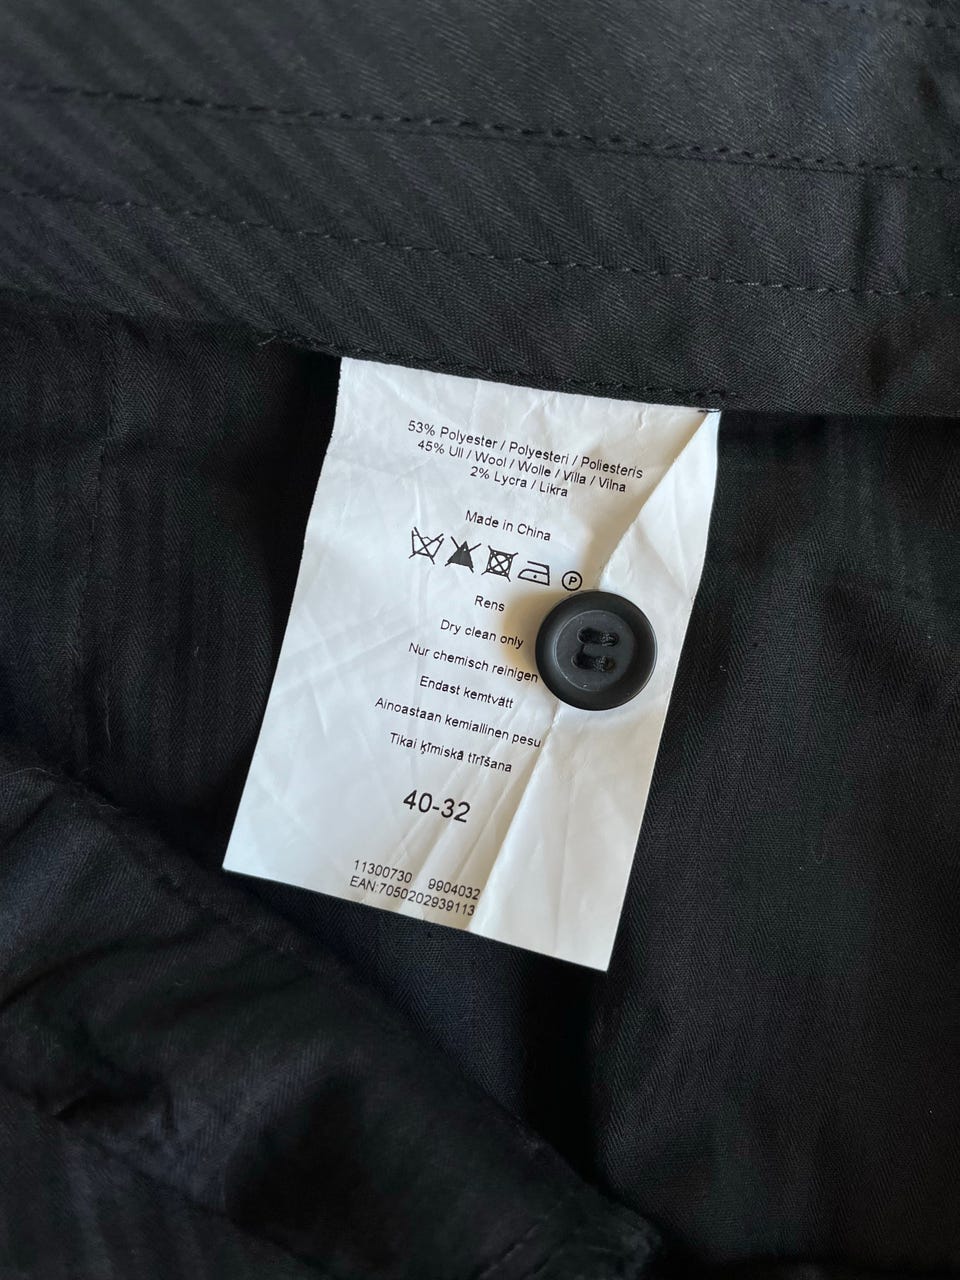 53% Polyester / Polyesteri / Poliesteris
45% Ull / Wool / Wolle / Villa / Vilna
2% Lycra / Likra
Made in China
P
Rens
Dry clean only
Nur chemisch reinigen
Endast kemtvätt
Ainoastaan kemiallinen pesu
Tikai ķīmiskā tīrīšana
40-32
11300730 9904032
EAN:7050202939113